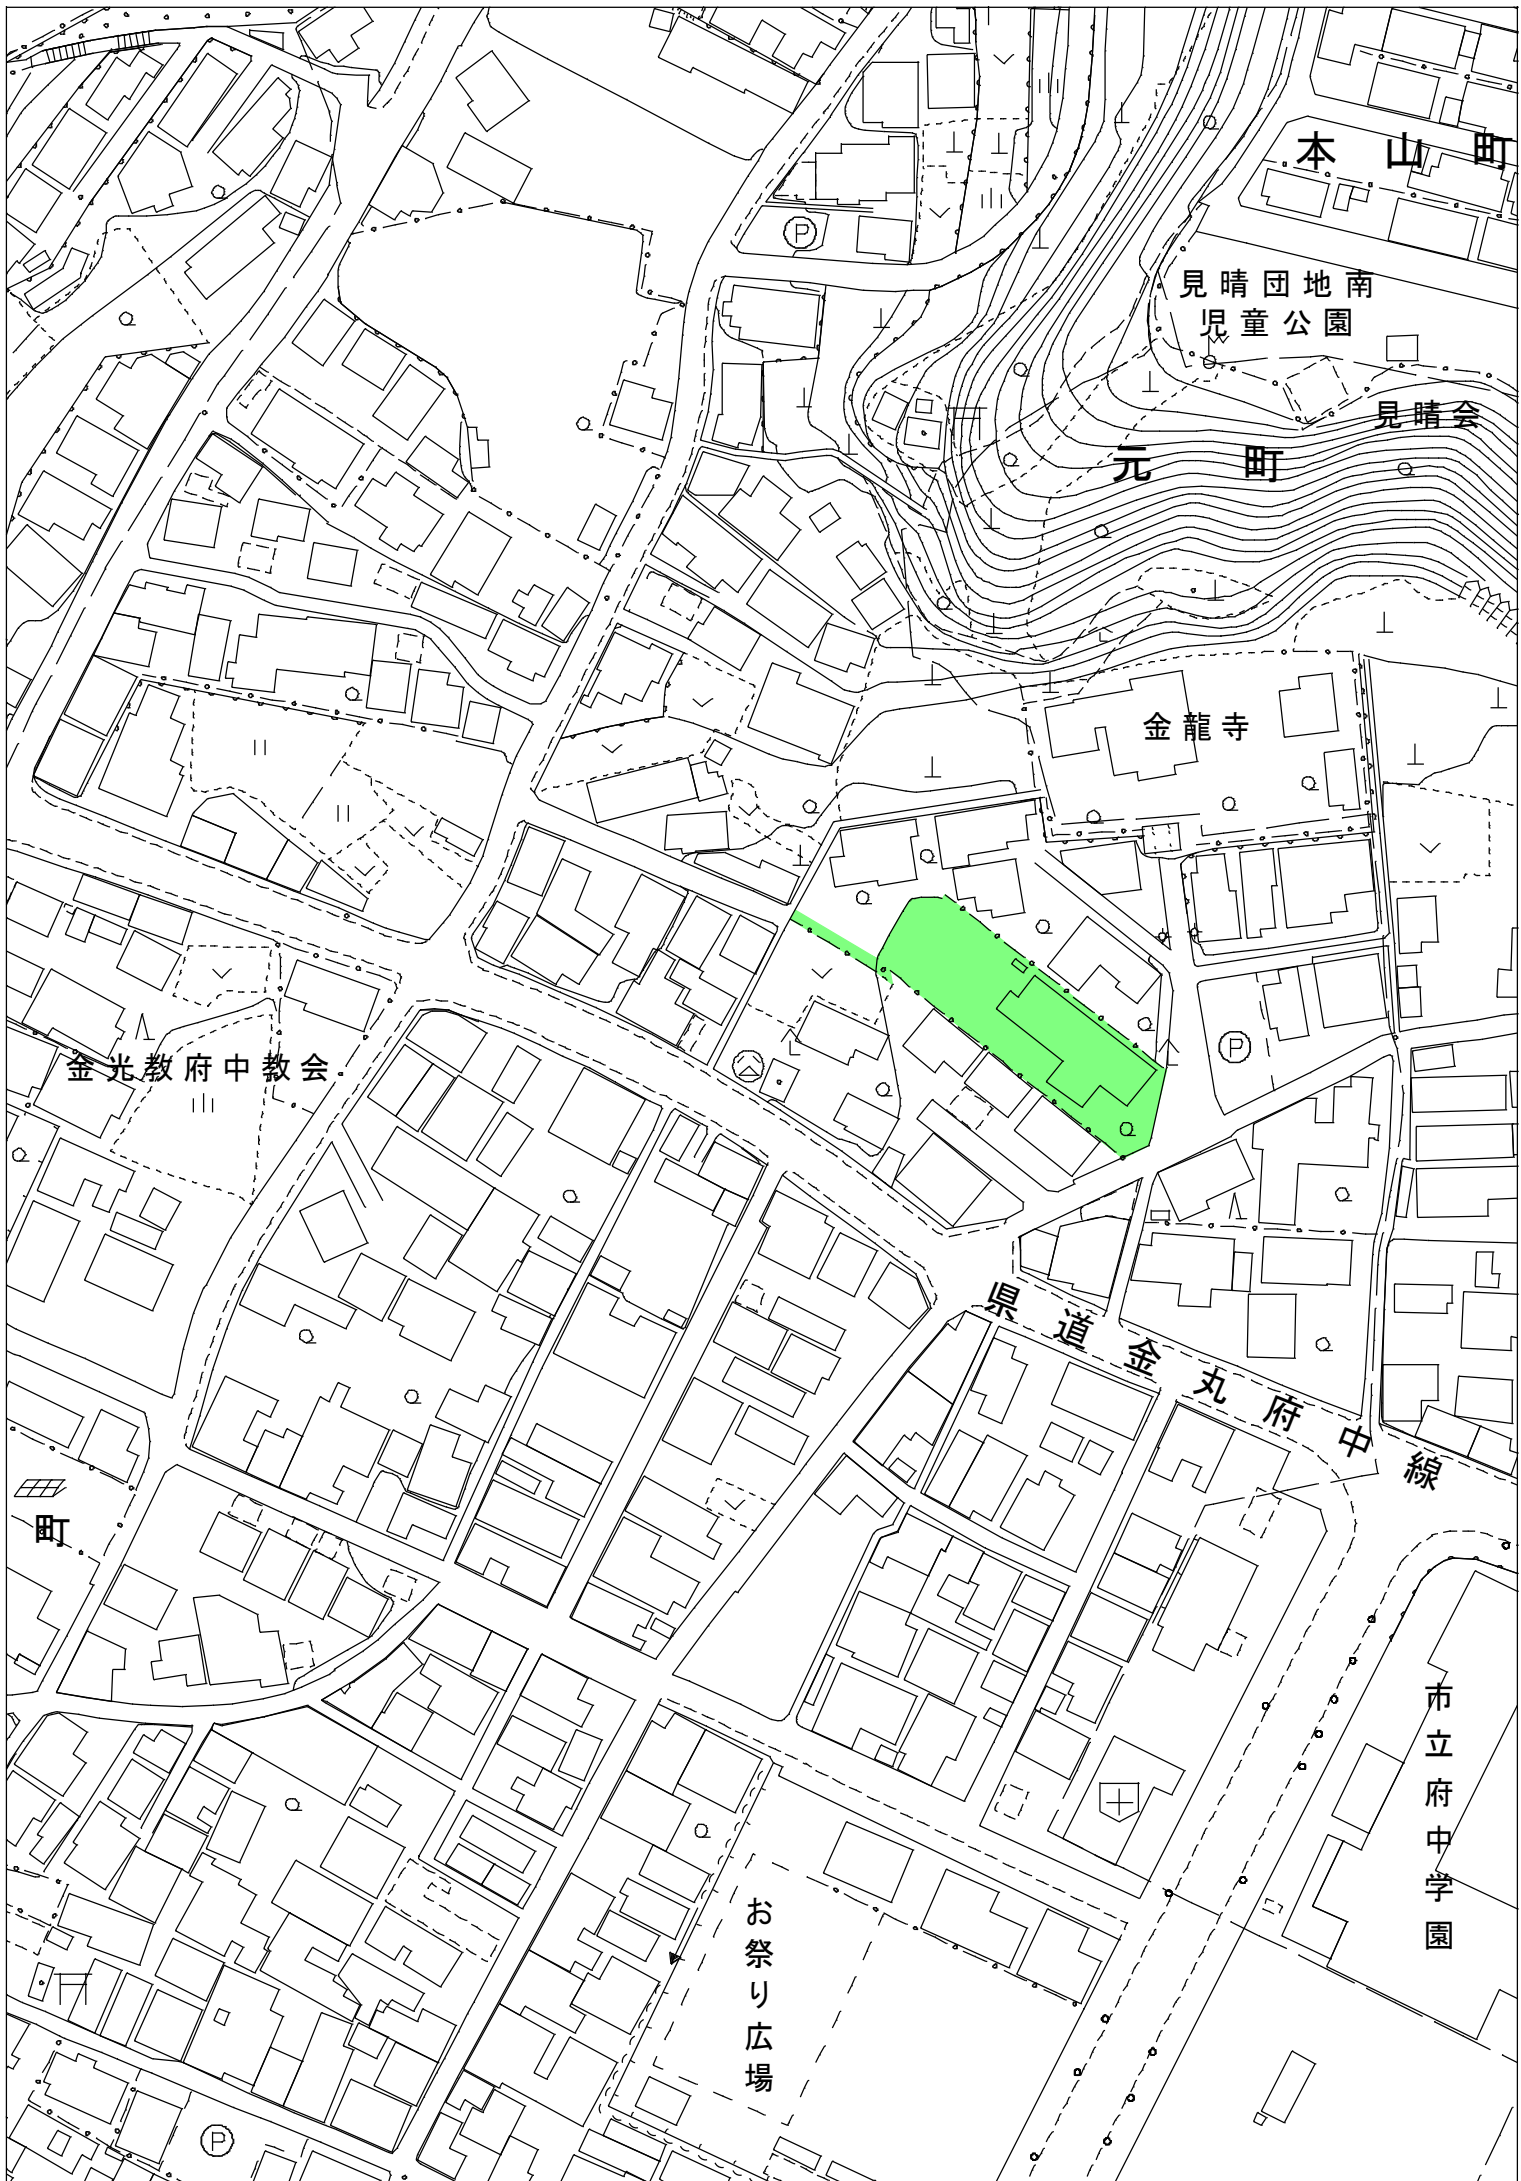 本山町
見晴団地南
児童公園
見晴会
元町
金龍寺
P
金光教府中教会
P
県道金丸府中線
町
市立府中学園
お祭り広場
P